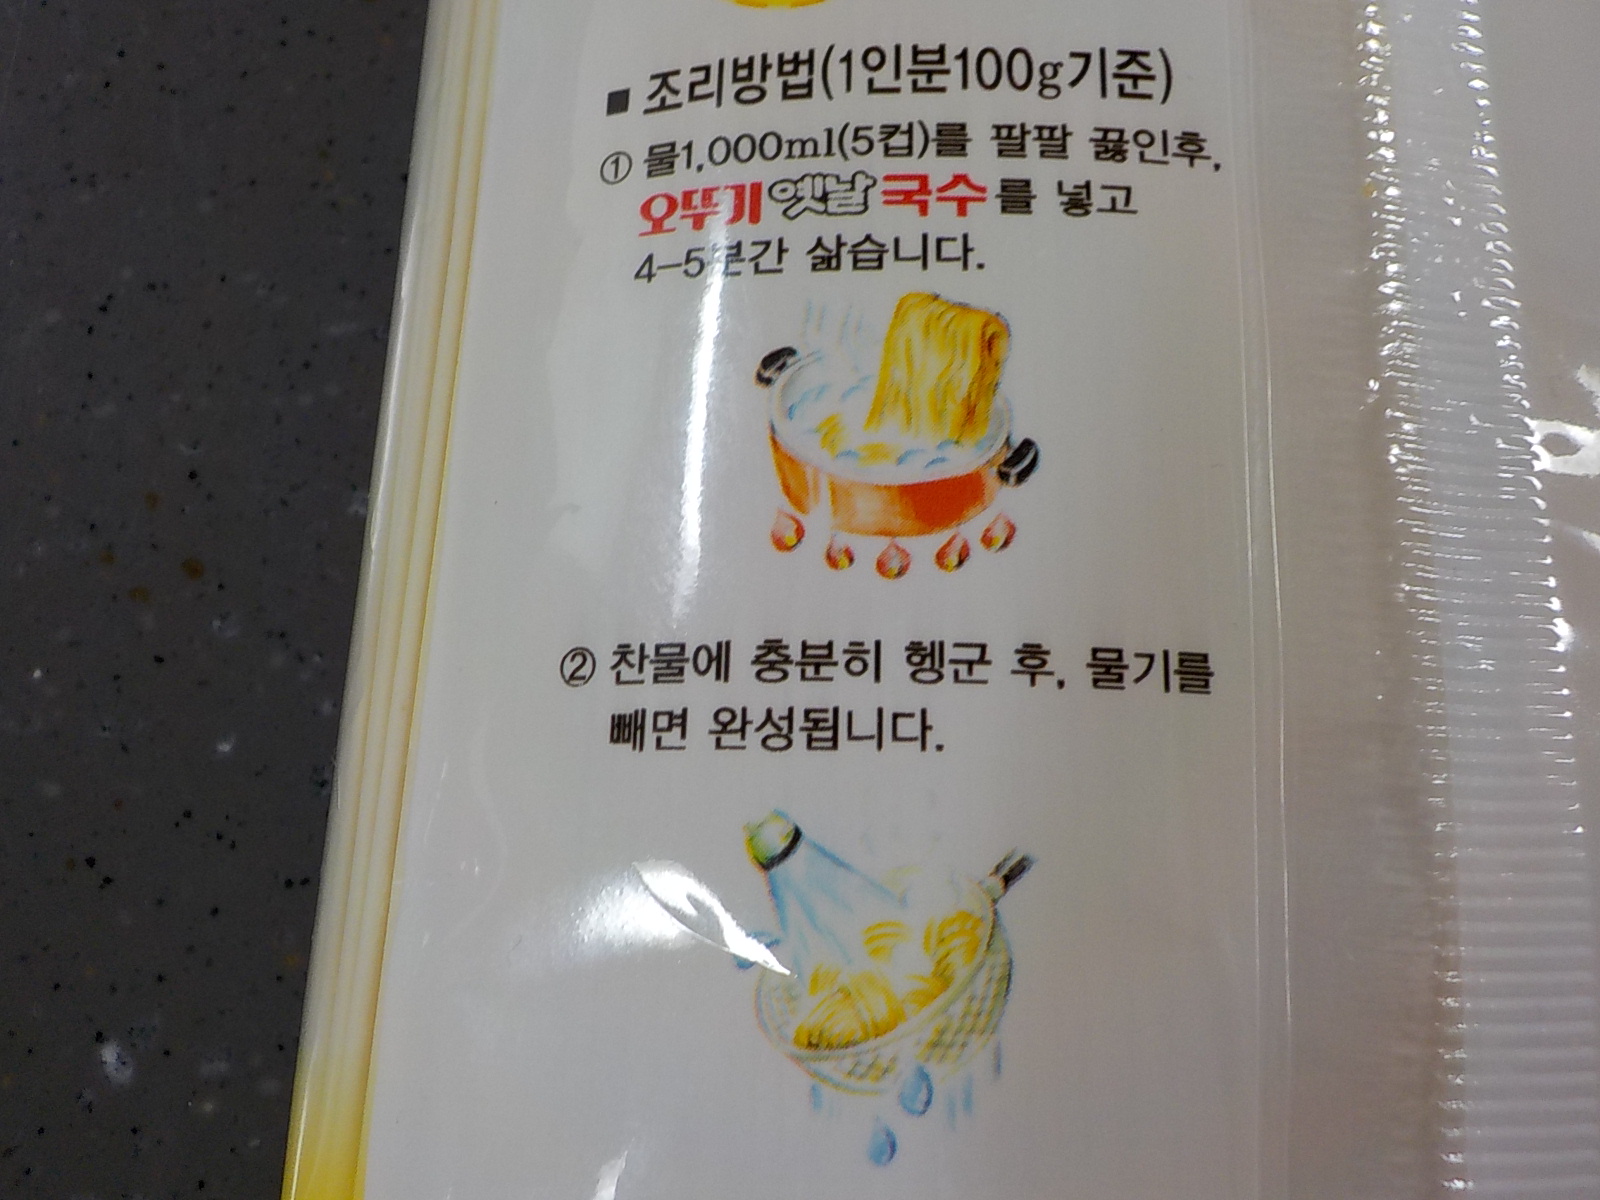 ■ 조리방법(1인분100g기준)
① 물1,000ml(5컵)를 팔팔 끓인후,
오뚜기 옛날 국수를 넣고
4-5분간 삶습니다.
② 찬물에 충분히 헹군 후, 물기를
빼면 완성됩니다.